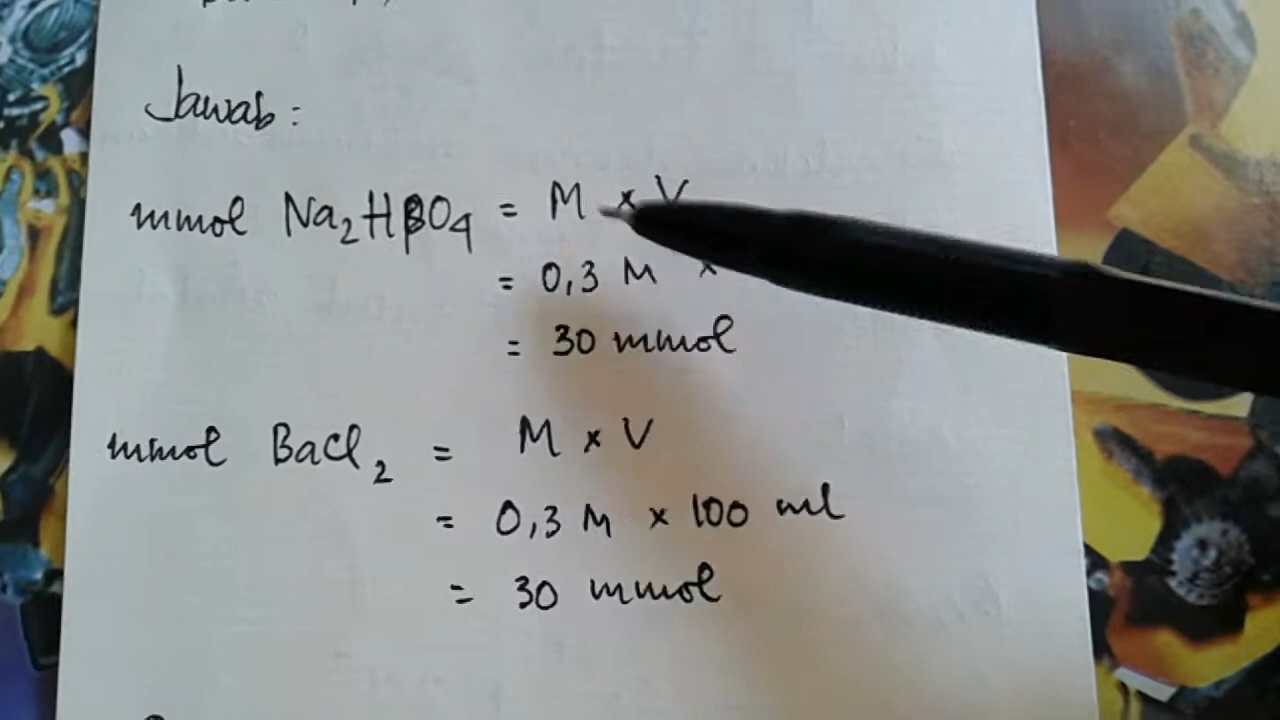 Jawab :
mmol Na₂HPO₄ = M × V
= 0,3 M ×
= 30 mmol
mmol BaCl₂ = M × V
= 0,3 M × 100 ml
= 30 mmol